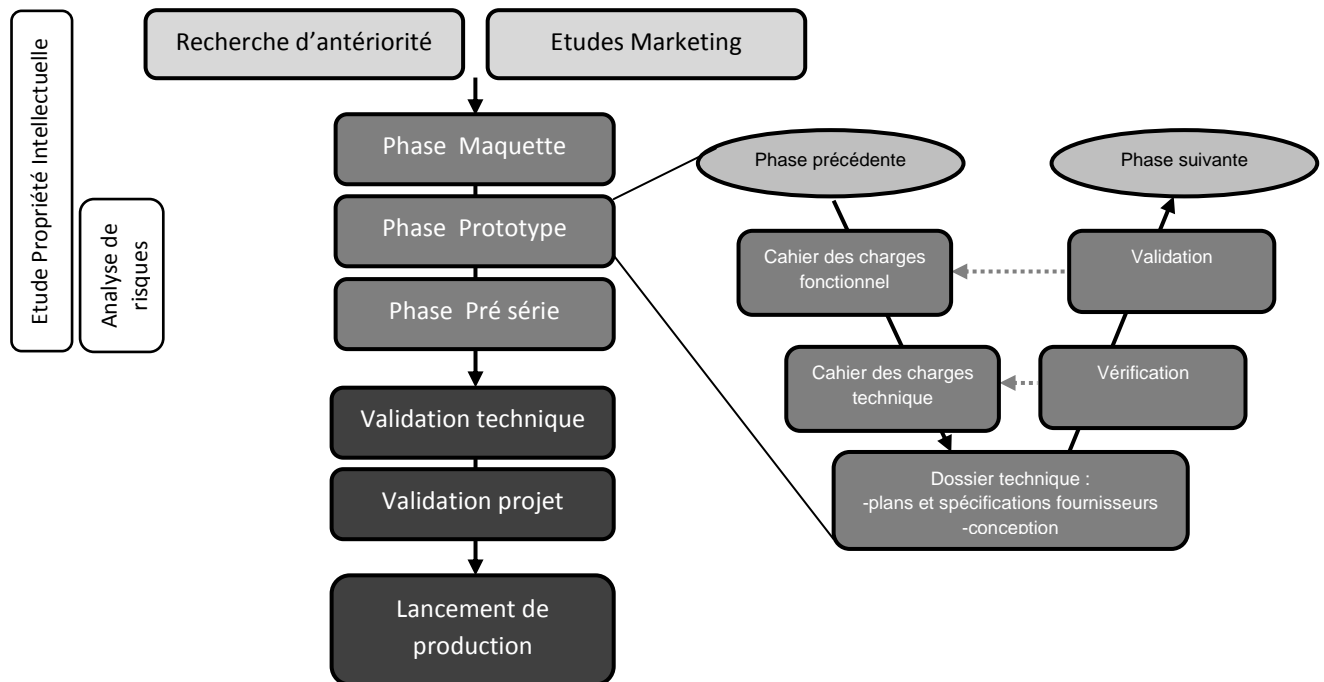 Etude Propriété Intellectuelle
Analyse de
risques
Recherche d'antériorité
Etudes Marketing
Phase Maquette
Phase Prototype
Phase Pré série
Validation technique
Validation projet
Lancement de
production
Phase précédente
Phase suivante
Cahier des charges
fonctionnel
Validation
Cahier des charges
technique
Vérification
Dossier technique :
-plans et spécifications fournisseurs
-conception